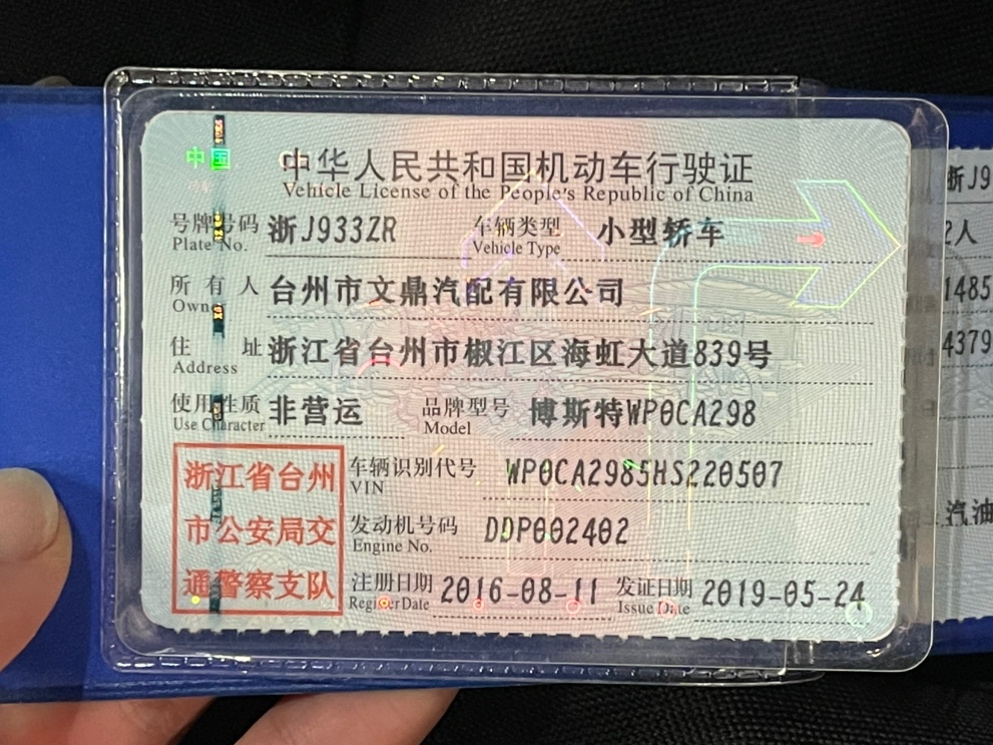 中国
中华人民共和国机动车行驶证
Vehicle License of the People's Republic of China
号牌号码 浙J933ZR 车辆类型 小型轿车
Plate No. Vehicle Type
所有人 台州市文鼎汽配有限公司
Owner
住址 浙江省台州市椒江区海虹大道839号
Address
使用性质 非营运 品牌型号 博斯特WP0CA298
Use Character Model
浙江省台州
市公安局交
通警察支队
车辆识别代号 WP0CA2985HS220507
VIN
发动机号码 DDP002402
Engine No.
注册日期 2016-08-11 发证日期 2019-05-24
Register Date Issue Date
浙J9
2人
1485
4379
汽油